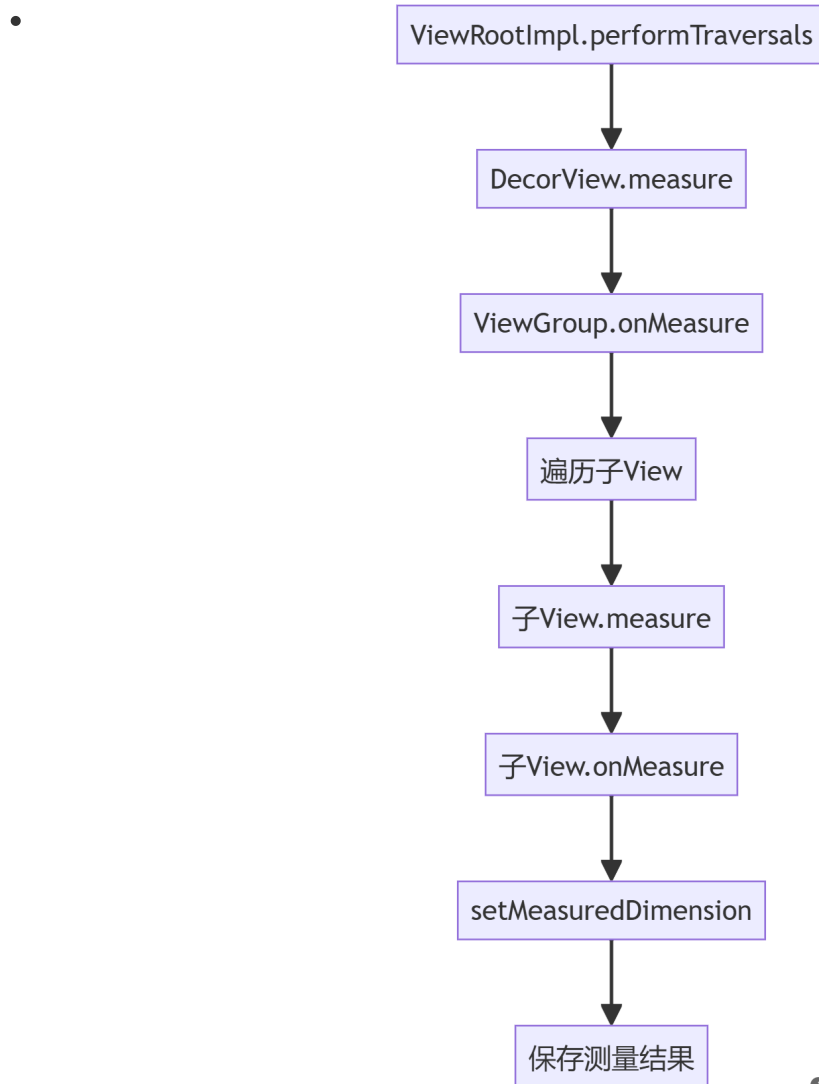 ViewRootImpl.performTraversals
DecorView.measure
ViewGroup.onMeasure
遍历子View
子View.measure
子View.onMeasure
setMeasuredDimension
保存测量结果